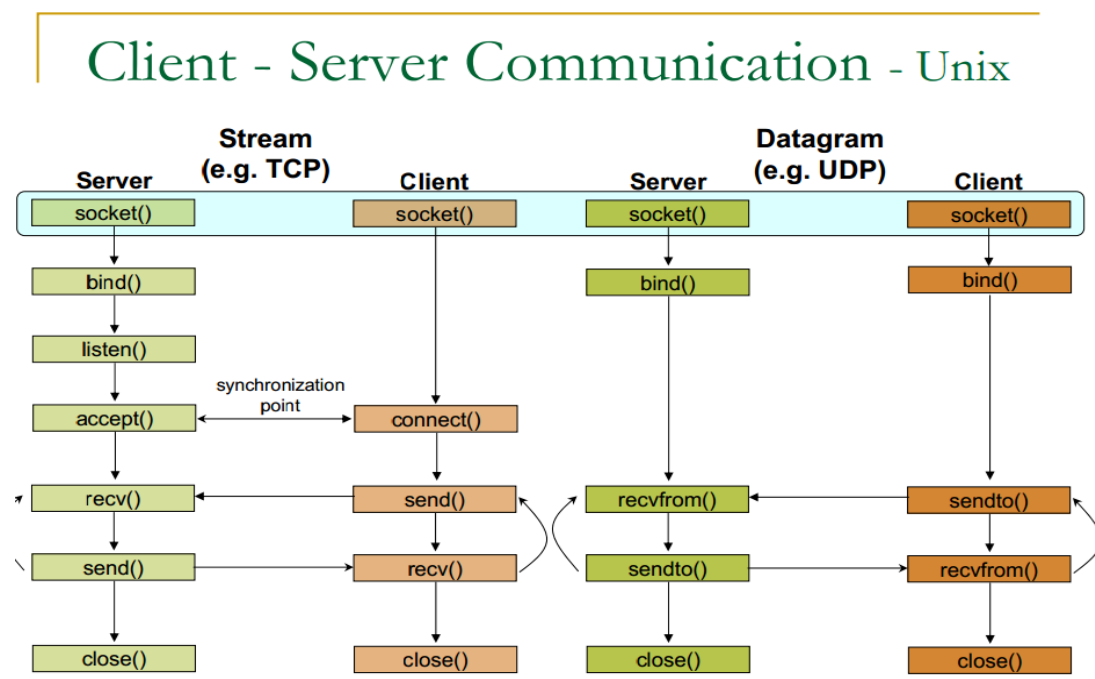 Client - Server Communication - Unix
Stream
(e.g. TCP)
Datagram
(e.g. UDP)
Server
Client
Server
Client
socket()
socket()
socket()
socket()
bind()
bind()
bind()
listen()
synchronization
point
accept()
connect()
recv()
send()
recvfrom()
sendto()
send()
recv()
sendto()
recvfrom()
close()
close()
close()
close()